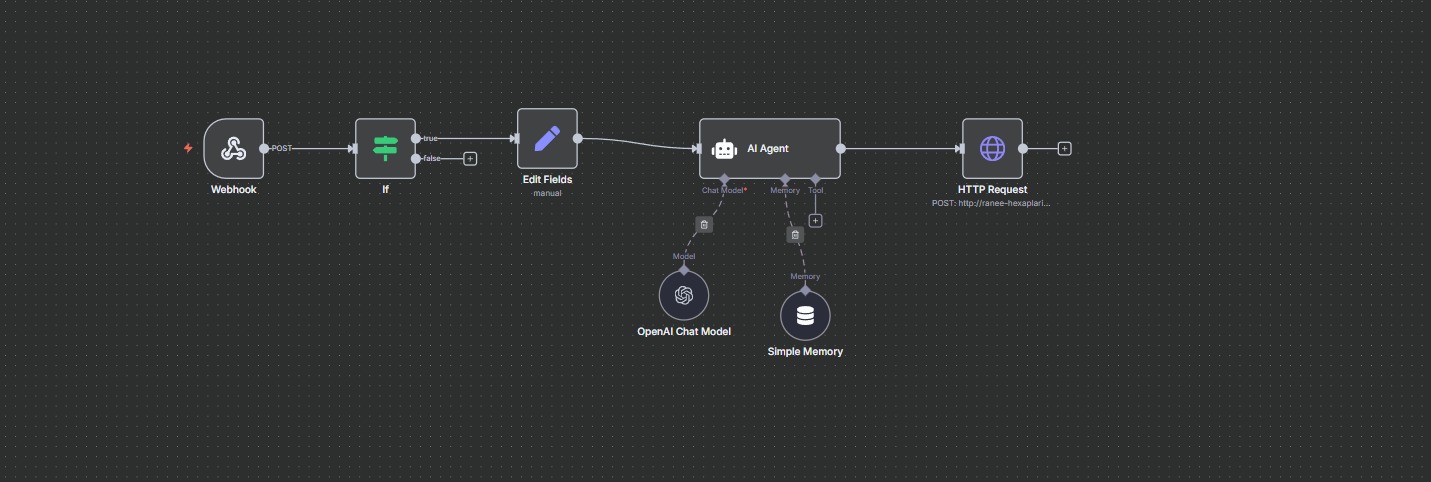 POST
Webhook
If
true
false
Edit Fields
manual
AI Agent
Chat Model*
Memory
Tool
Model
OpenAI Chat Model
Memory
Simple Memory
HTTP Request
POST: http://ranee-hexaplari...